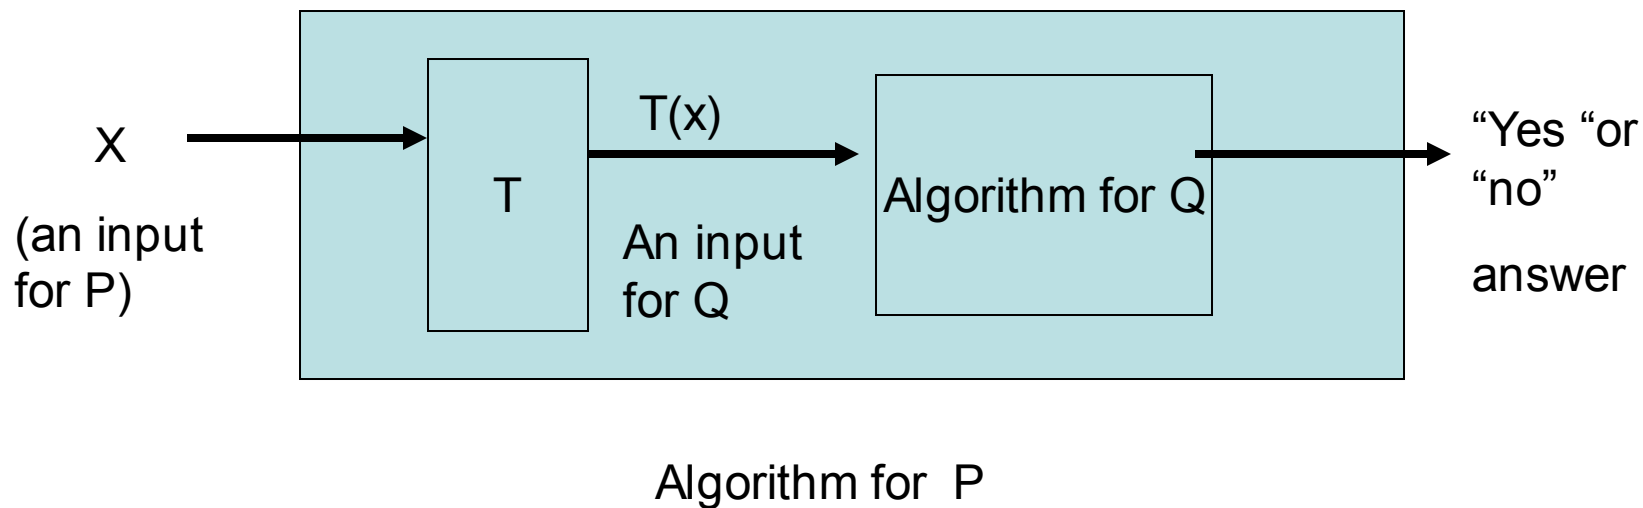 X
(an input
for P)
T
T(x)
An input
for Q
Algorithm for Q
“Yes “or
“no”
answer
Algorithm for  P